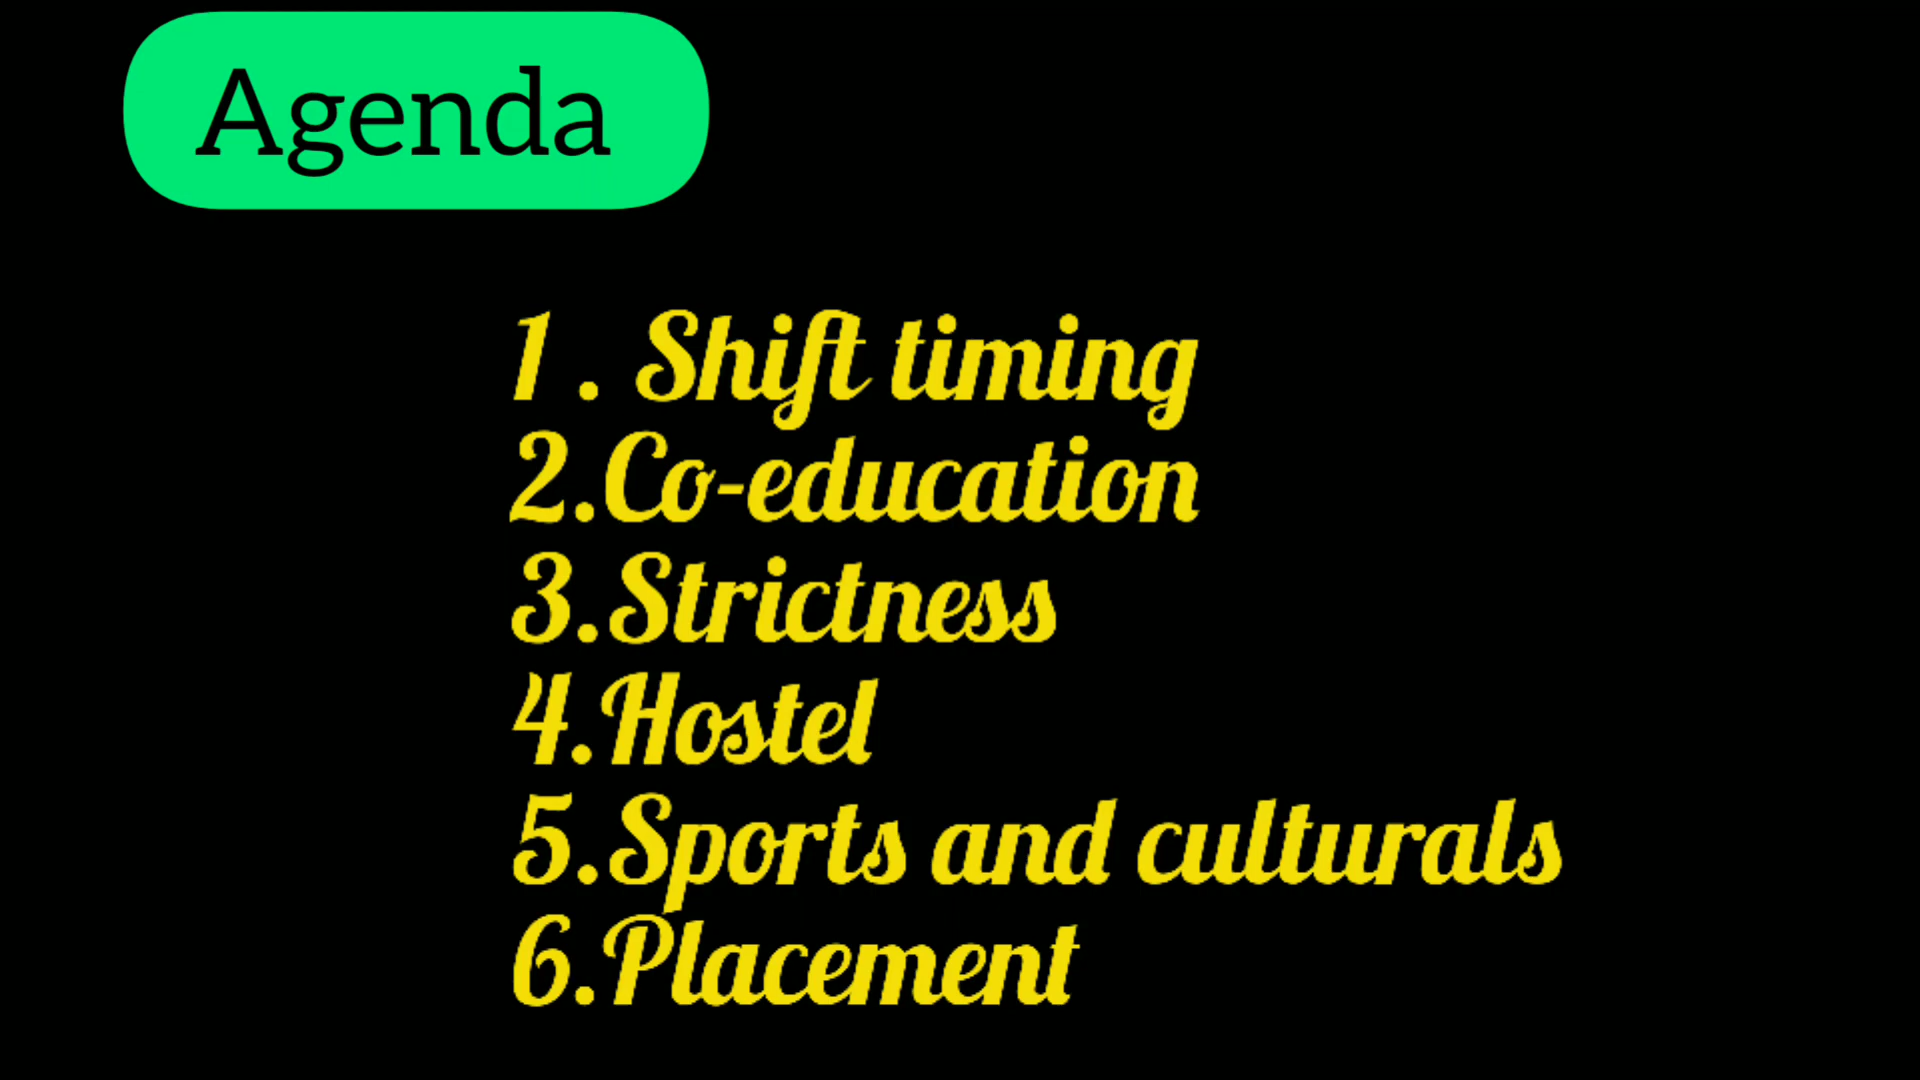 Agenda
1 . Shift timing
2.Co-education
3.Strictness
4.Hostel
5.Sports and culturals
6.Placement